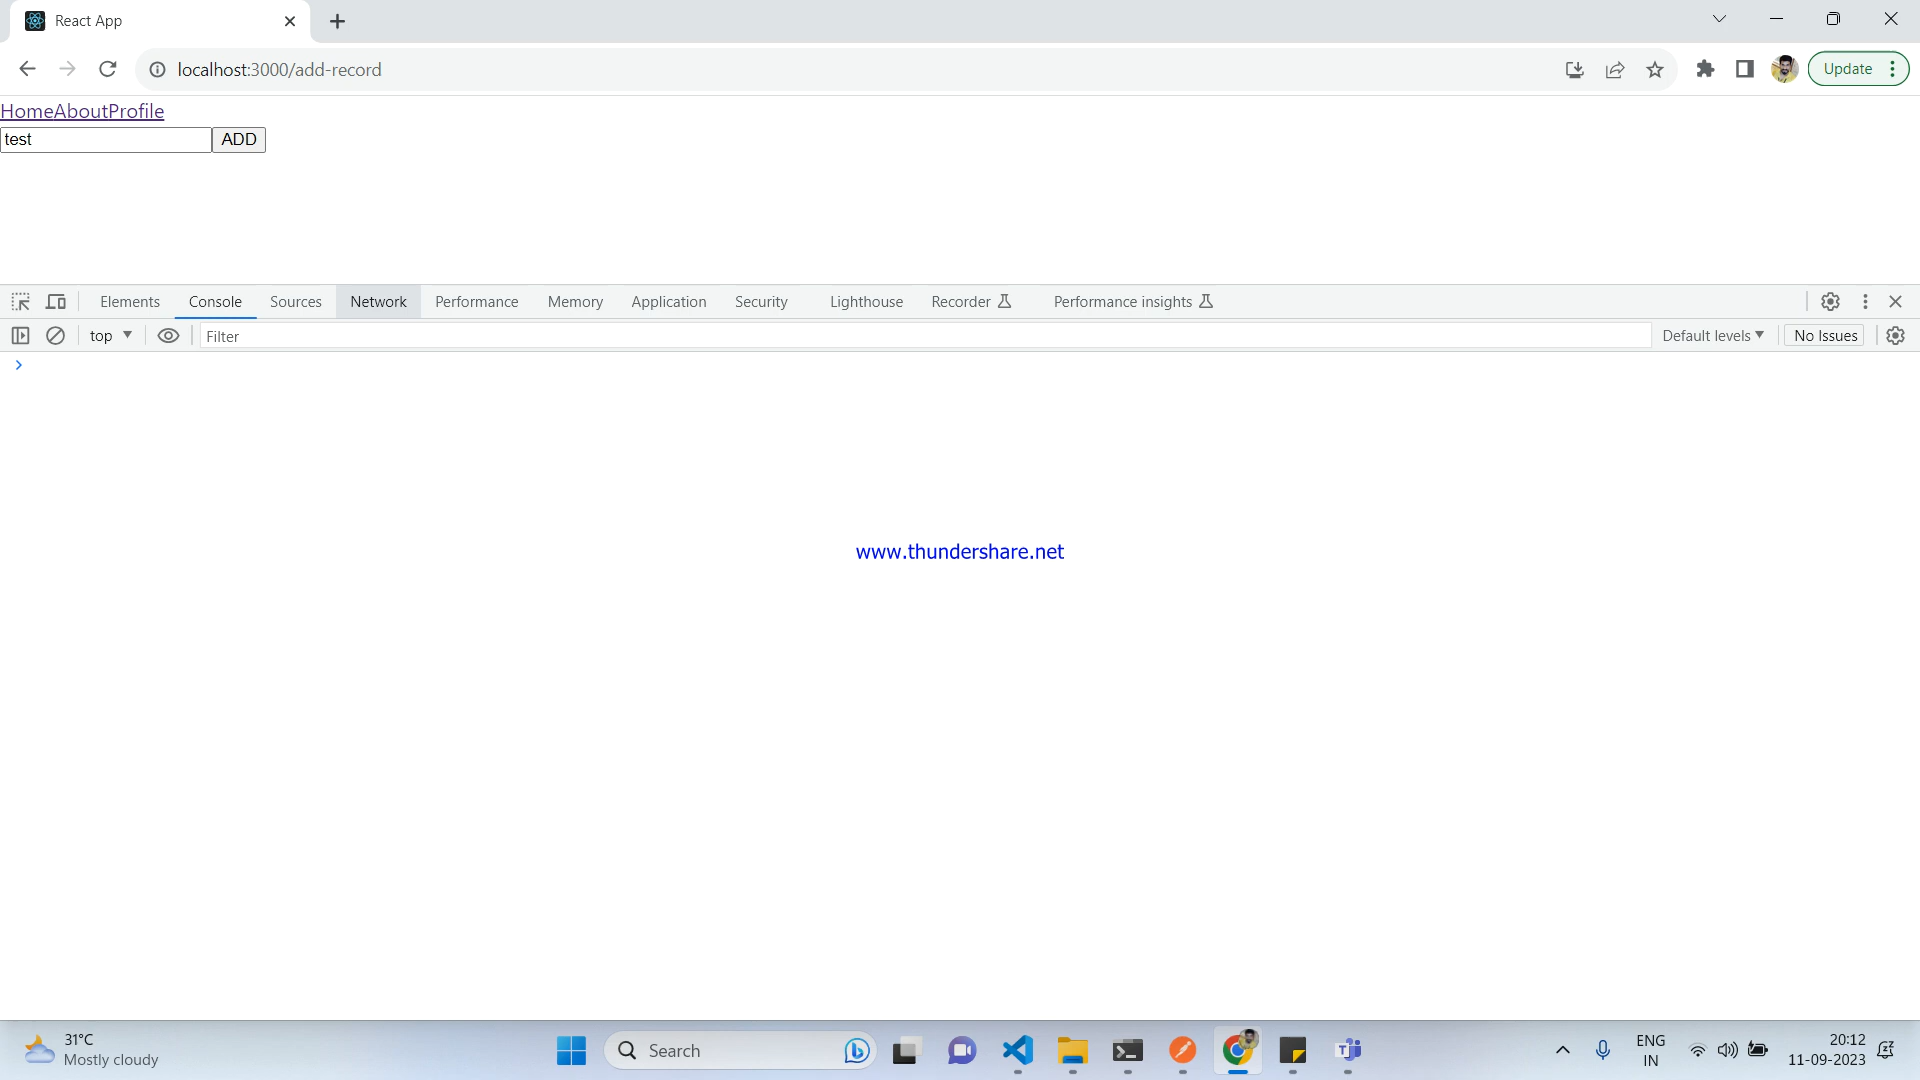 React App
localhost:3000/add-record
Update
HomeAboutProfile
test ADD
Elements Console Sources Network Performance Memory Application Security Lighthouse Recorder Performance insights
top Filter Default levels No Issues
www.thundershare.net
31°C
Mostly cloudy
Search
ENG
IN
20:12
11-09-2023